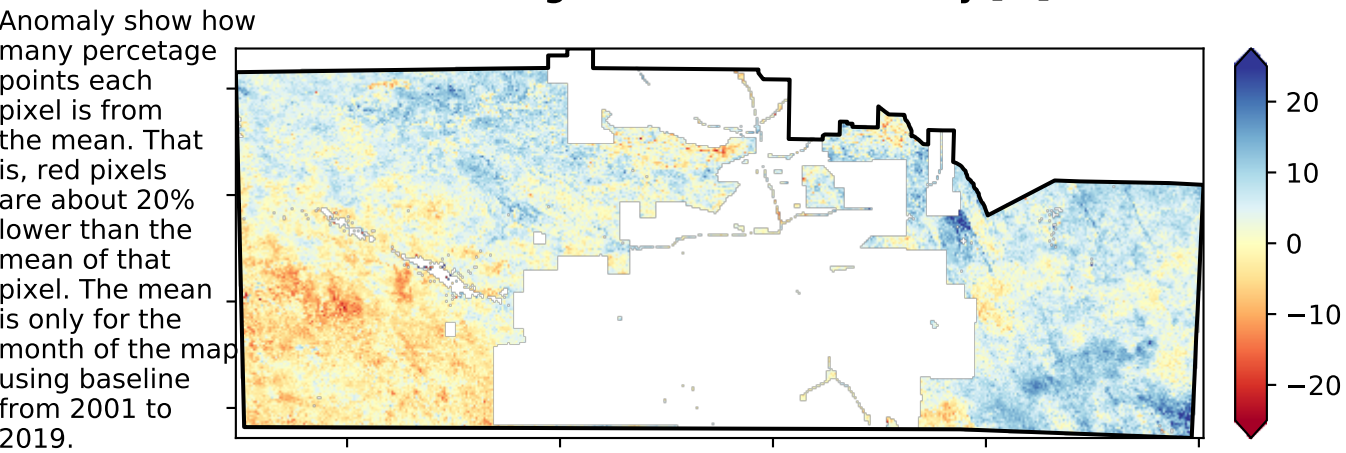 Anomaly show how
many percetage
points each
pixel is from
the mean. That
is, red pixels
are about 20%
lower than the
mean of that
pixel. The mean
is only for the
month of the map
using baseline
from 2001 to
2019.
20
10
0
−10
−20